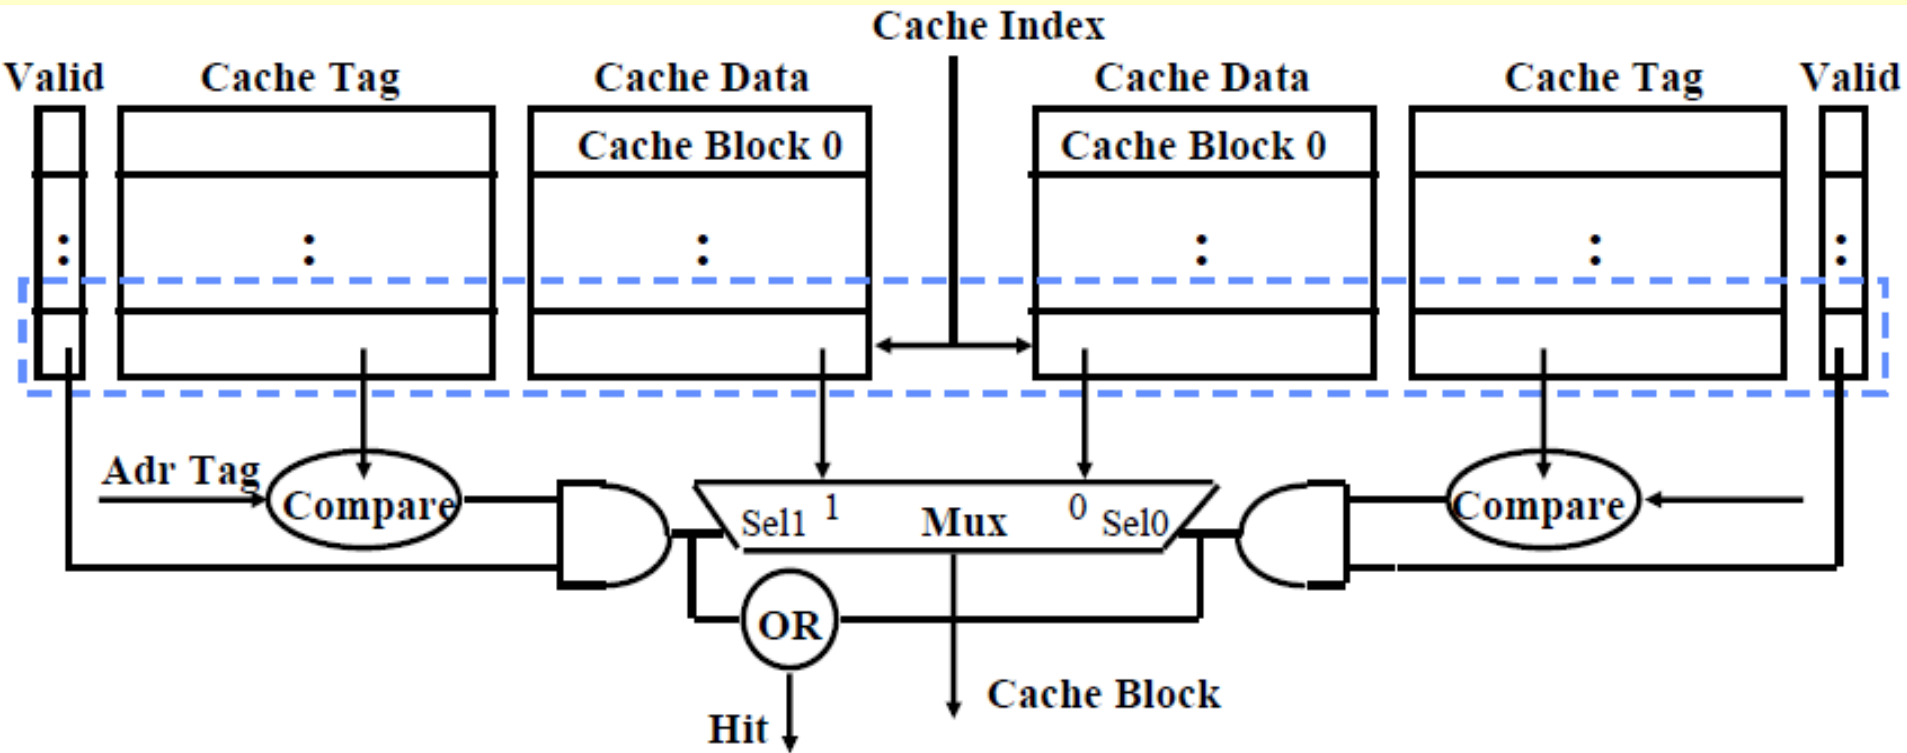 Cache Index
Valid Cache Tag Cache Data Cache Data Cache Tag Valid
Cache Block 0 Cache Block 0
: : : : : :
Adr Tag Compare Sel1 1 Mux 0 Sel0 Compare
OR
Cache Block
Hit